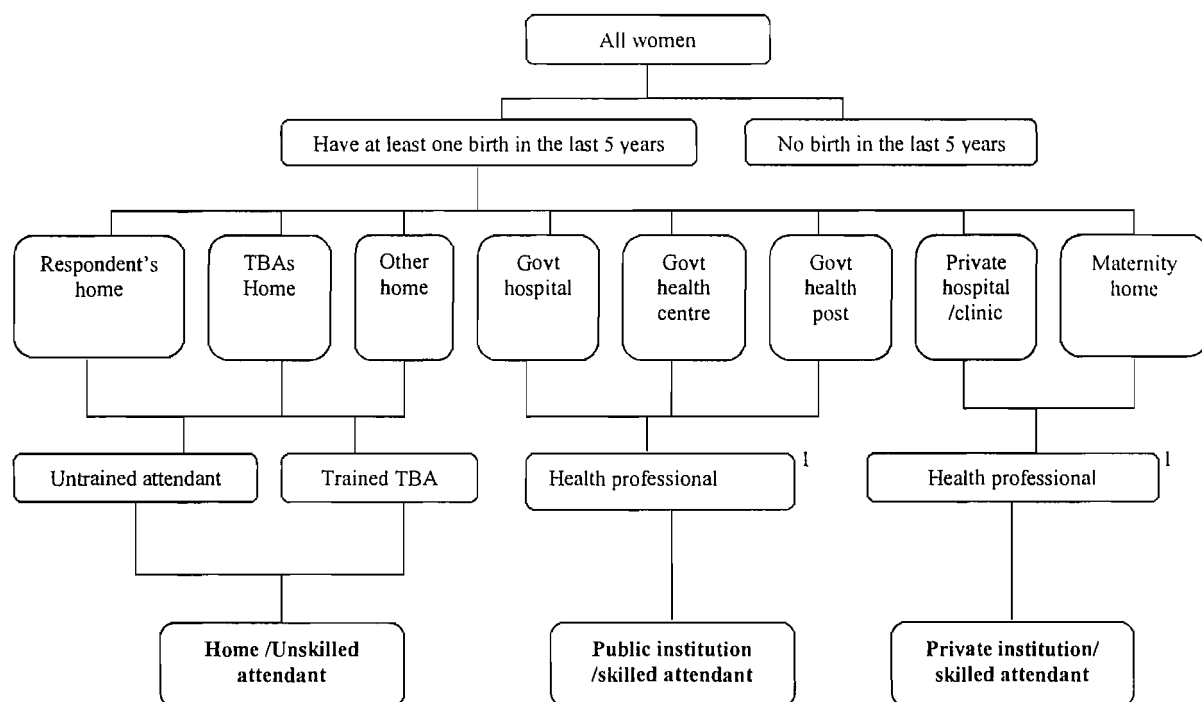 All women
Have at least one birth in the last 5 years
No birth in the last 5 years
Respondent's
home
TBAs
Home
Other
home
Govt
hospital
Govt
health
centre
Govt
health
post
Private
hospital
/clinic
Maternity
home
Untrained attendant
Trained TBA
Health professional 1
Health professional 1
Home /Unskilled
attendant
Public institution
/skilled attendant
Private institution/
skilled attendant